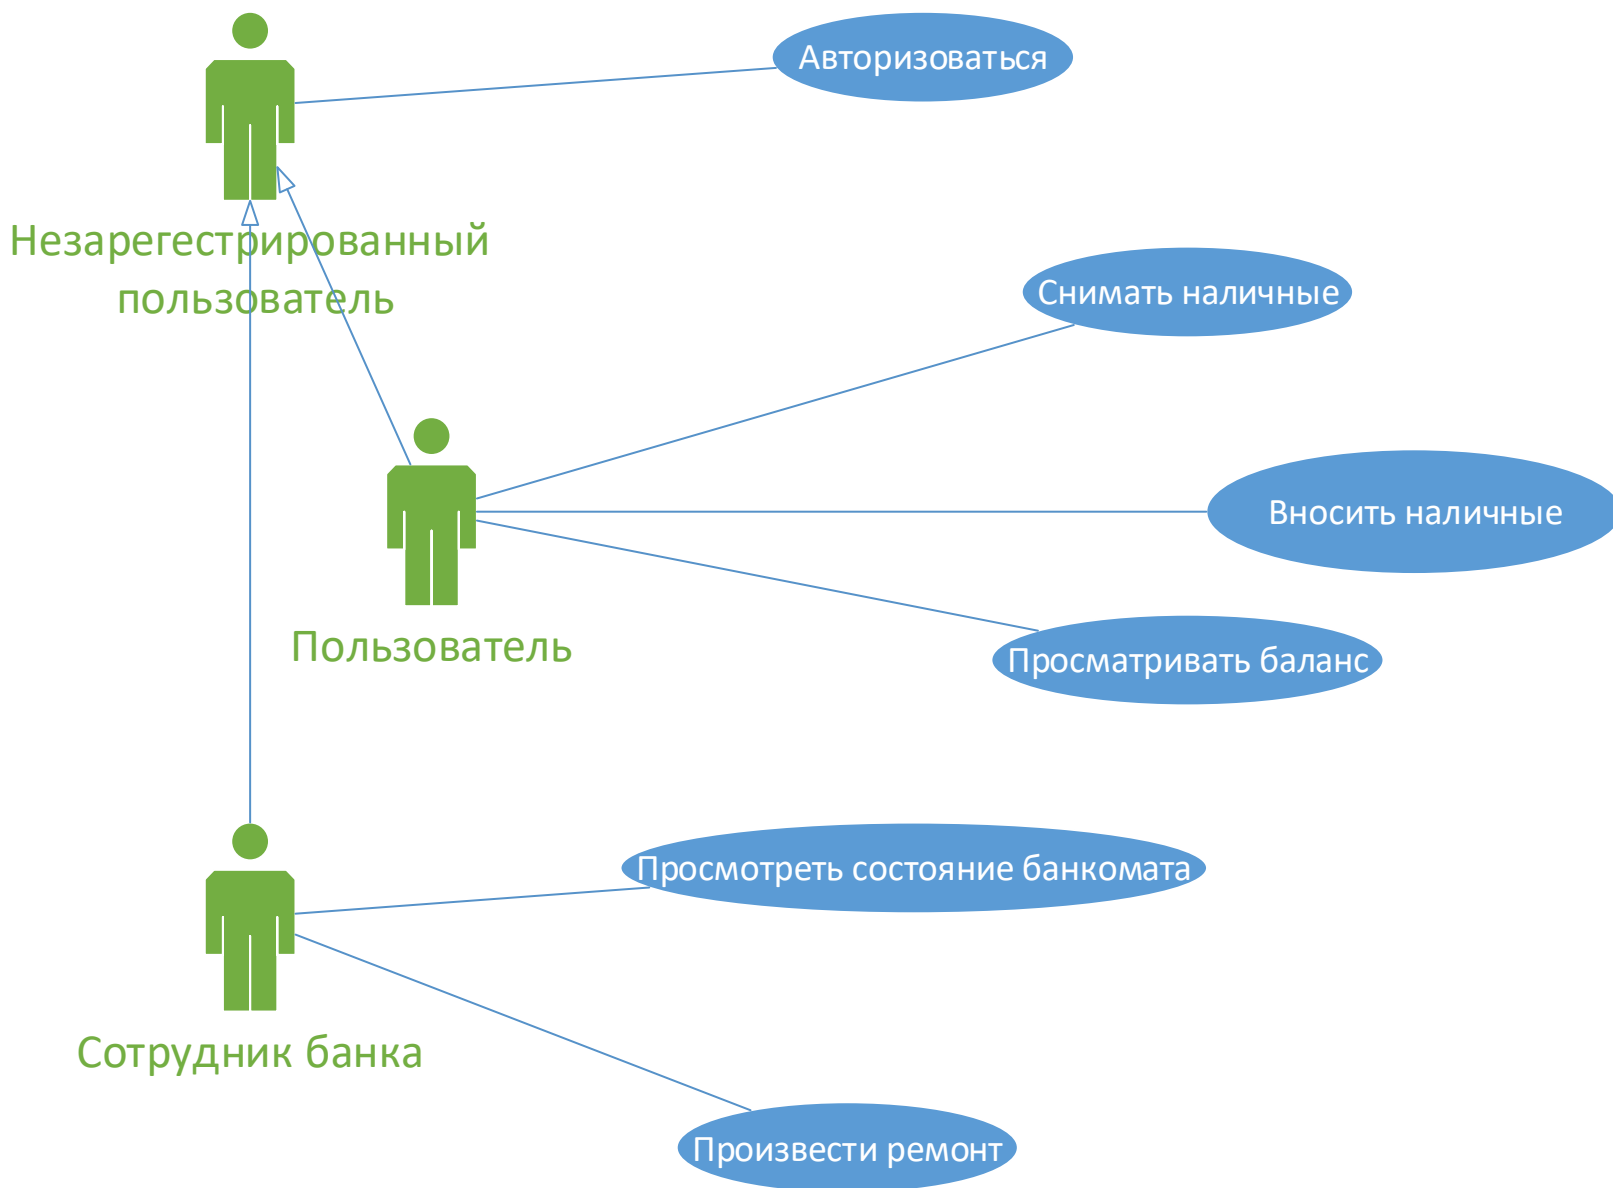 Авторизоваться
Незарегестрированный
пользователь
Снимать наличные
Вносить наличные
Пользователь
Просматривать баланс
Просмотреть состояние банкомата
Сотрудник банка
Произвести ремонт